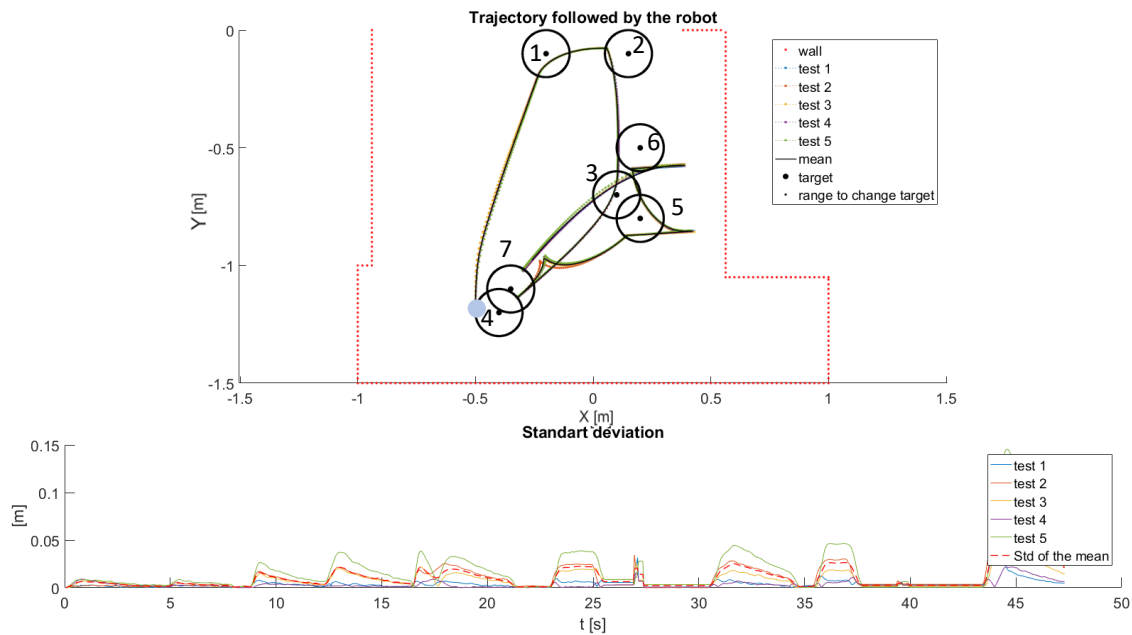 Trajectory followed by the robot
0
-0.5
-1
-1.5
Y [m]
-1.5
-1
-0.5
0
0.5
1
1.5
X [m]
1
2
6
3
5
7
4
wall
test 1
test 2
test 3
test 4
test 5
mean
target
range to change target
Standart deviation
0.15
0.1
0.05
0
[m]
0
5
10
15
20
25
30
35
40
45
50
t [s]
test 1
test 2
test 3
test 4
test 5
Std of the mean